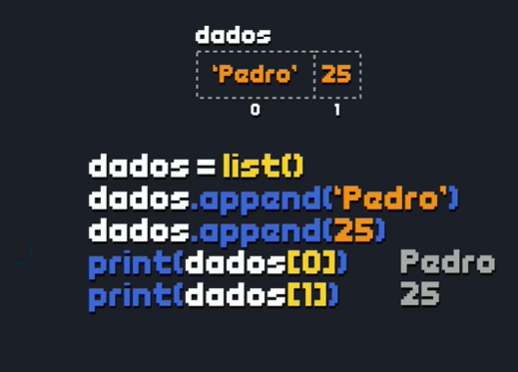 dados
‘Pedro’ 25
0 1
dados = list()
dados.append(‘Pedro’)
dados.append(25)
print(dados[0]) Pedro
print(dados[1]) 25